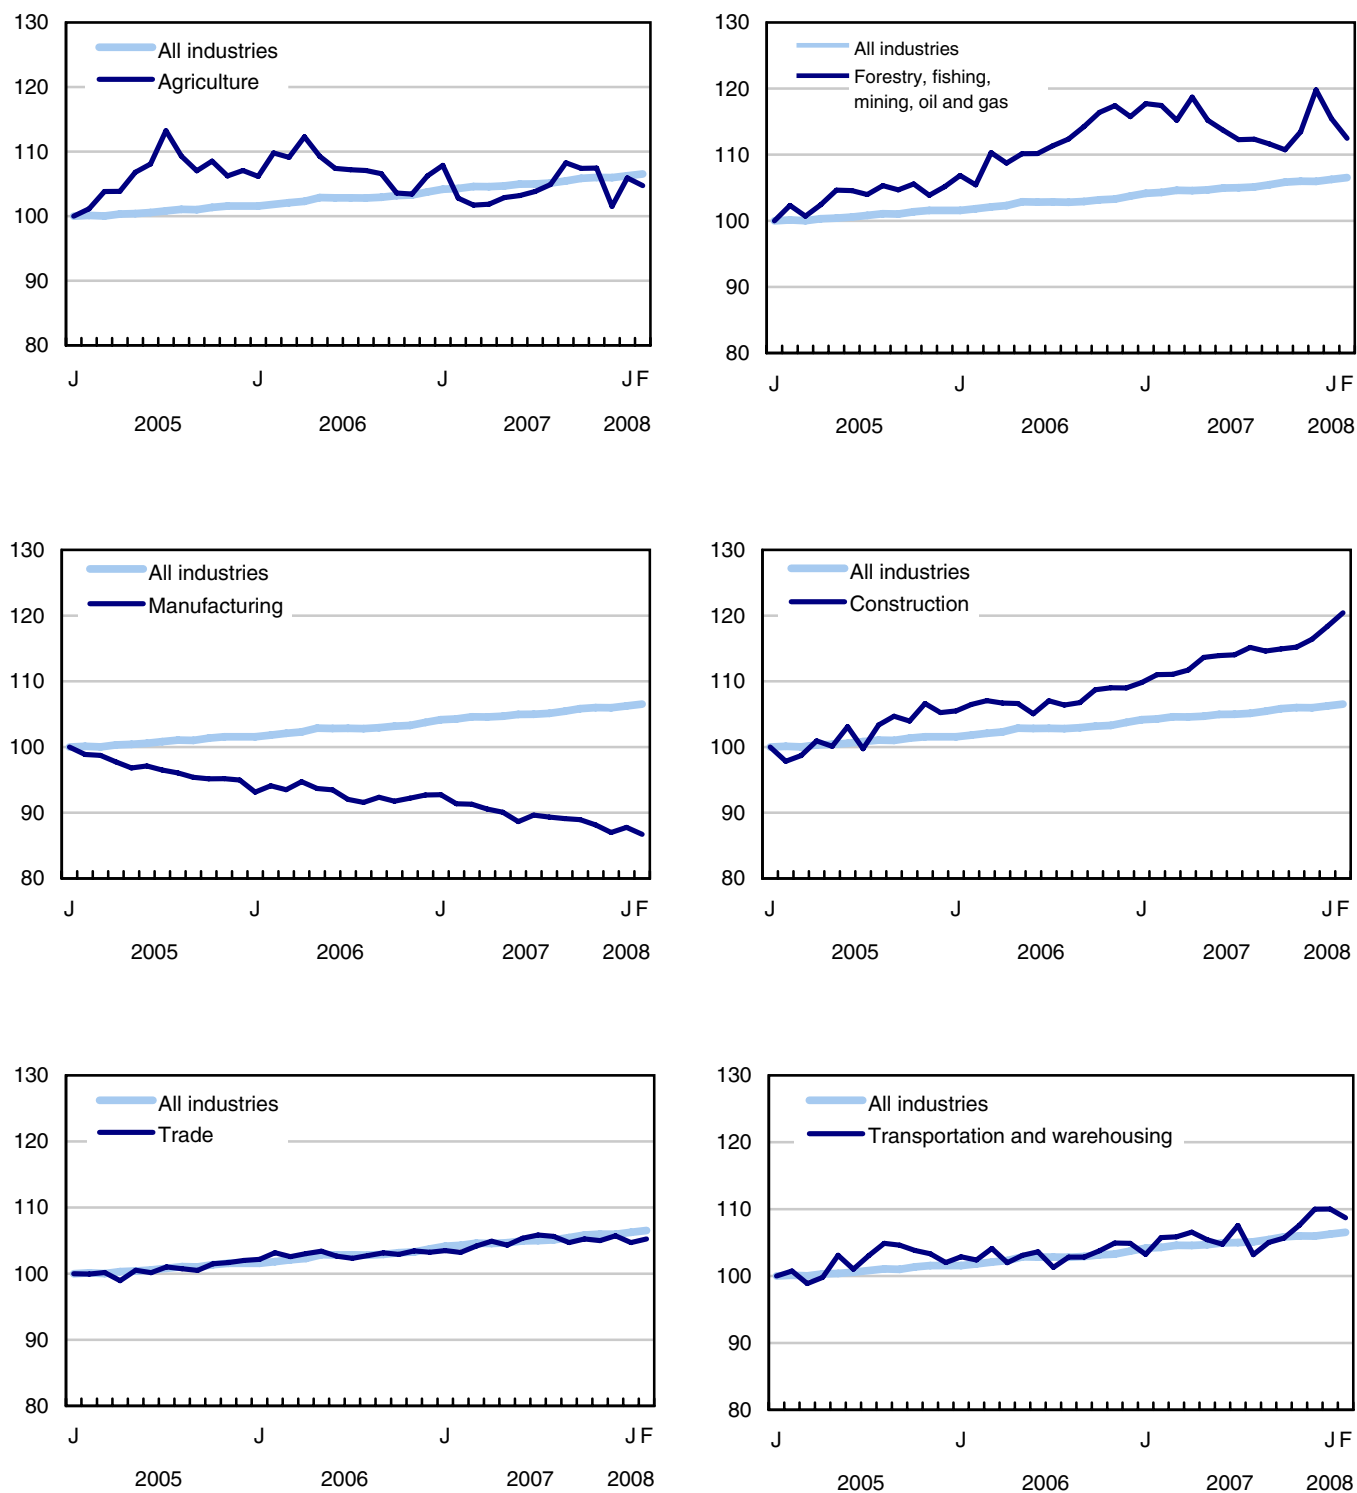 130
120
110
100
90
80
All industries
Agriculture
J J J J F
2005 2006 2007 2008
130
120
110
100
90
80
All industries
Forestry, fishing,
mining, oil and gas
J J J J F
2005 2006 2007 2008
130
120
110
100
90
80
All industries
Manufacturing
J J J J F
2005 2006 2007 2008
130
120
110
100
90
80
All industries
Construction
J J J J F
2005 2006 2007 2008
130
120
110
100
90
80
All industries
Trade
J J J J F
2005 2006 2007 2008
130
120
110
100
90
80
All industries
Transportation and warehousing
J J J J F
2005 2006 2007 2008